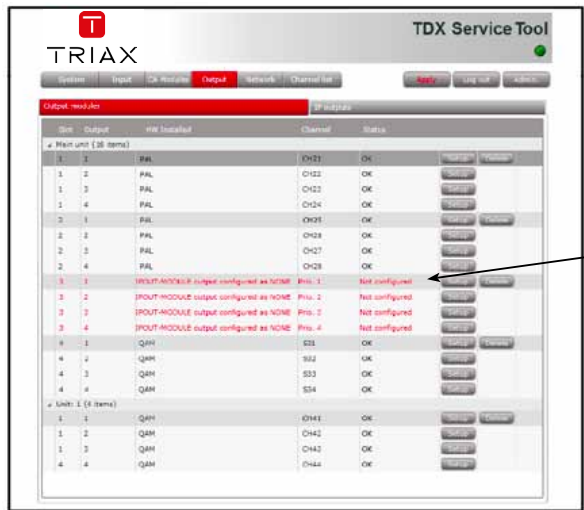 TRIAX
TDX Service Tool
System Input CA Modules Output Network Channel list Apply Log out Admin
Output modules IP outputs
Slot Output HW Installed Channel Status
Main unit (16 items)
1 1 PAL CH21 OK Setup Delete
1 2 PAL CH22 OK Setup
1 3 PAL CH23 OK Setup
1 4 PAL CH24 OK Setup
2 1 PAL CH25 OK Setup Delete
2 2 PAL CH26 OK Setup
2 3 PAL CH27 OK Setup
2 4 PAL CH28 OK Setup
3 1 IPOUT-MODULE output configured as NONE Prio. 1 Not configured Setup Delete
3 2 IPOUT-MODULE output configured as NONE Prio. 2 Not configured Setup
3 3 IPOUT-MODULE output configured as NONE Prio. 3 Not configured Setup
3 4 IPOUT-MODULE output configured as NONE Prio. 4 Not configured Setup
4 1 QAM S31 OK Setup Delete
4 2 QAM S32 OK Setup
4 3 QAM S33 OK Setup
4 4 QAM S34 OK Setup
Unit: 1 (4 items)
1 1 QAM CH41 OK Setup Delete
1 2 QAM CH42 OK Setup
1 3 QAM CH43 OK Setup
4 4 QAM CH44 OK Setup